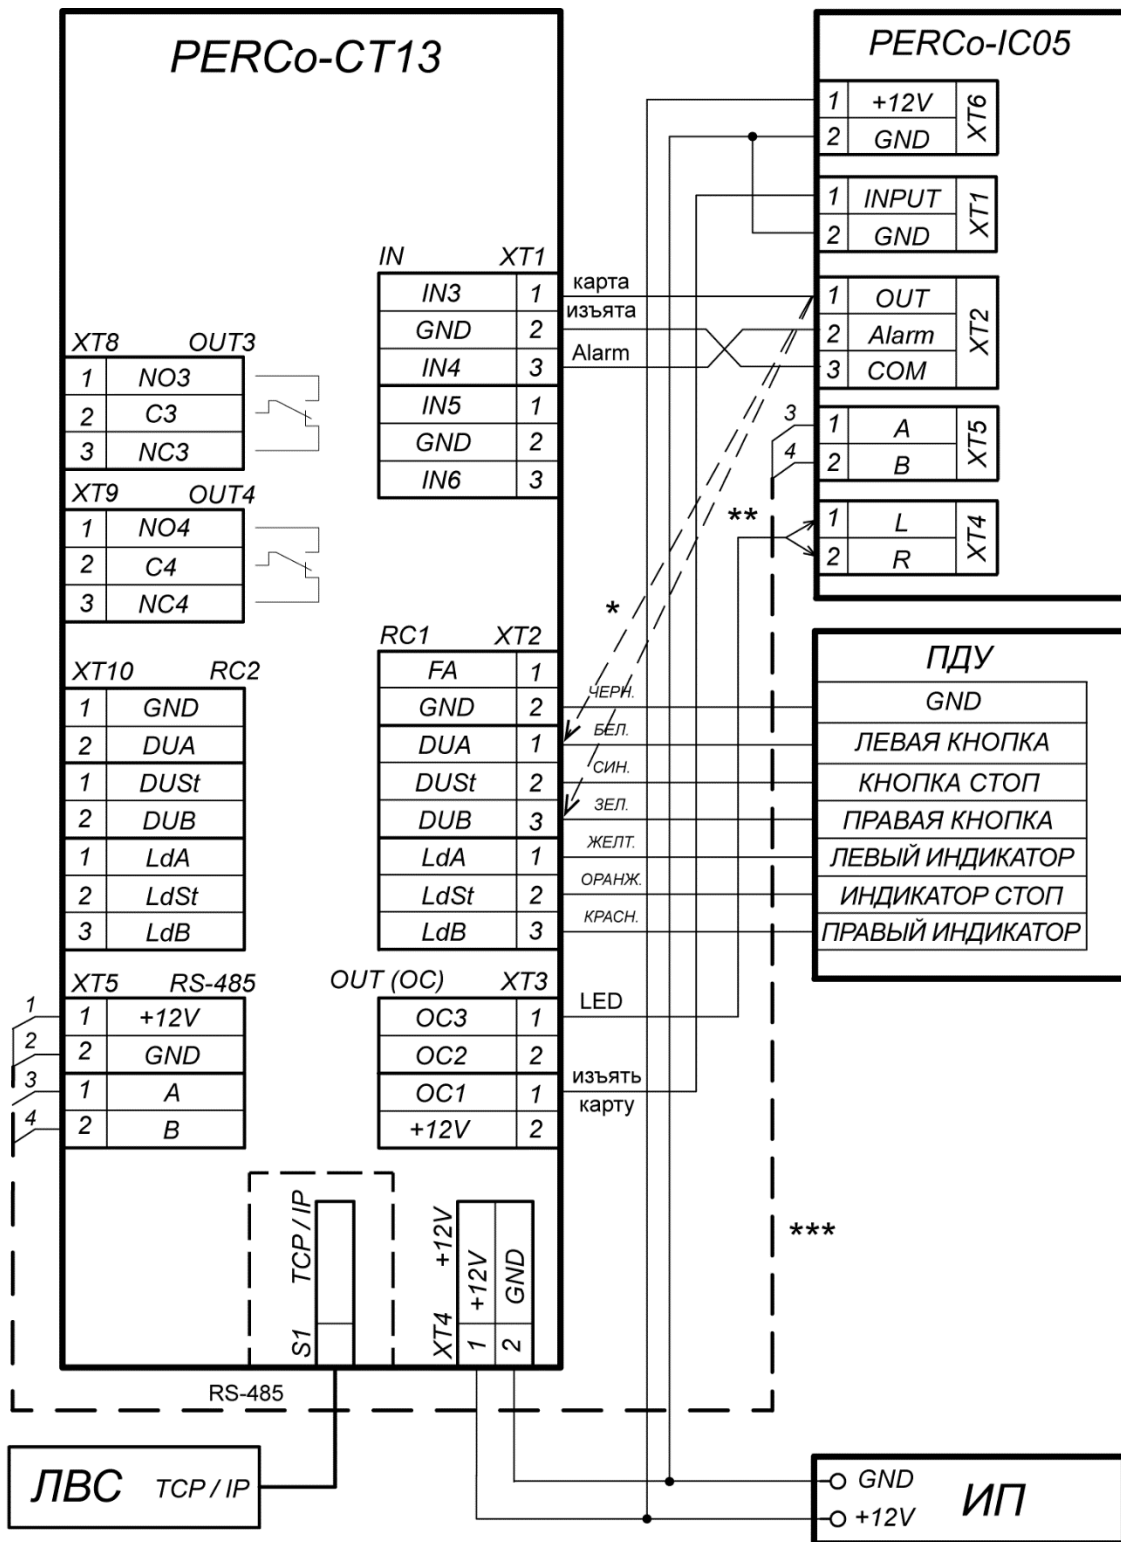 PERCo-CT13
PERCo-IC05
1 +12V XT6
2 GND
1 INPUT XT1
2 GND
1 OUT XT2
2 Alarm
3 COM
3 1 A XT5
4 2 B
**
1 L XT4
2 R
IN XT1
IN3 1 карта
GND 2 изъята
IN4 3 Alarm
IN5 1
GND 2
IN6 3
XT8 OUT3
1 NO3
2 C3
3 NC3
XT9 OUT4
1 NO4
2 C4
3 NC4
*
RC1 XT2
FA 1
GND 2 ЧЕРН.
DUA 1 БЕЛ.
DUSt 2 СИН.
DUB 3 ЗЕЛ.
LdA 1 ЖЕЛТ.
LdSt 2 ОРАНЖ.
LdB 3 КРАСН.
ПДУ
GND
ЛЕВАЯ КНОПКА
КНОПКА СТОП
ПРАВАЯ КНОПКА
ЛЕВЫЙ ИНДИКАТОР
ИНДИКАТОР СТОП
ПРАВЫЙ ИНДИКАТОР
XT10 RC2
1 GND
2 DUA
1 DUSt
2 DUB
1 LdA
2 LdSt
3 LdB
XT5 RS-485
1 1 +12V
2 2 GND
3 1 A
4 2 B
OUT (OC) XT3
OC3 1 LED
OC2 2
OC1 1 изъять
+12V 2 карту
S1 TCP / IP
XT4 +12V
1 +12V
2 GND
***
RS-485
ЛВС TCP / IP
GND ИП
+12V